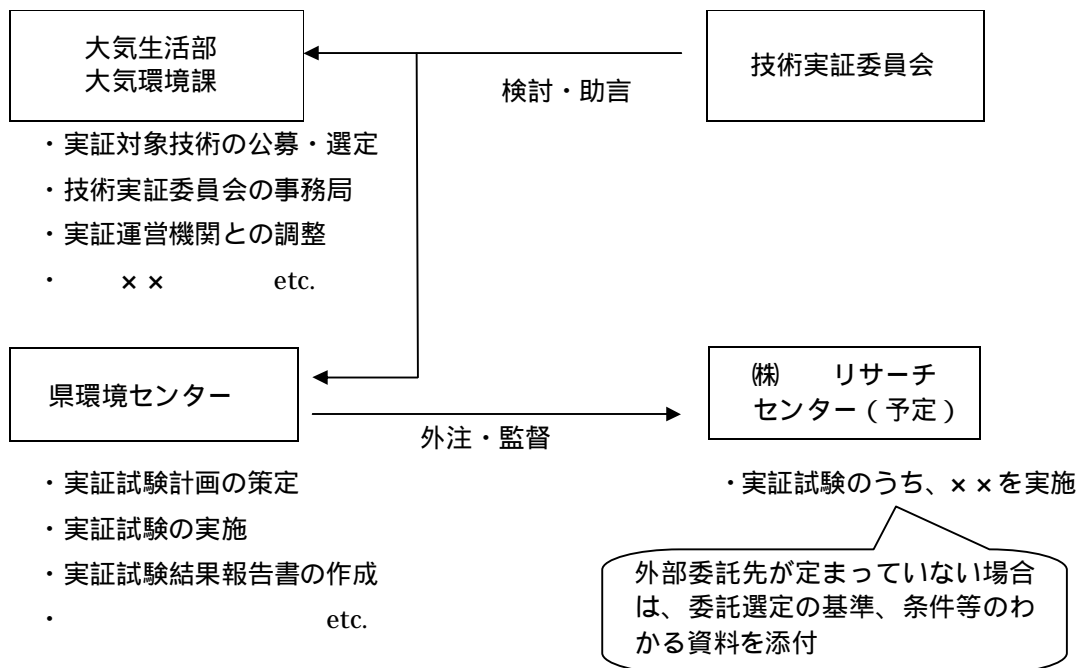 大気生活部
大気環境課
技術実証委員会
検討・助言
・実証対象技術の公募・選定
・技術実証委員会の事務局
・実証運営機関との調整
・　　××　　　etc.
県環境センター
㈱　　リサーチ
センター（予定）
外注・監督
・実証試験計画の策定
・実証試験の実施
・実証試験結果報告書の作成
・　　　　　　　etc.
・実証試験のうち、××を実施
外部委託先が定まっていない場合
は、委託選定の基準、条件等のわ
かる資料を添付